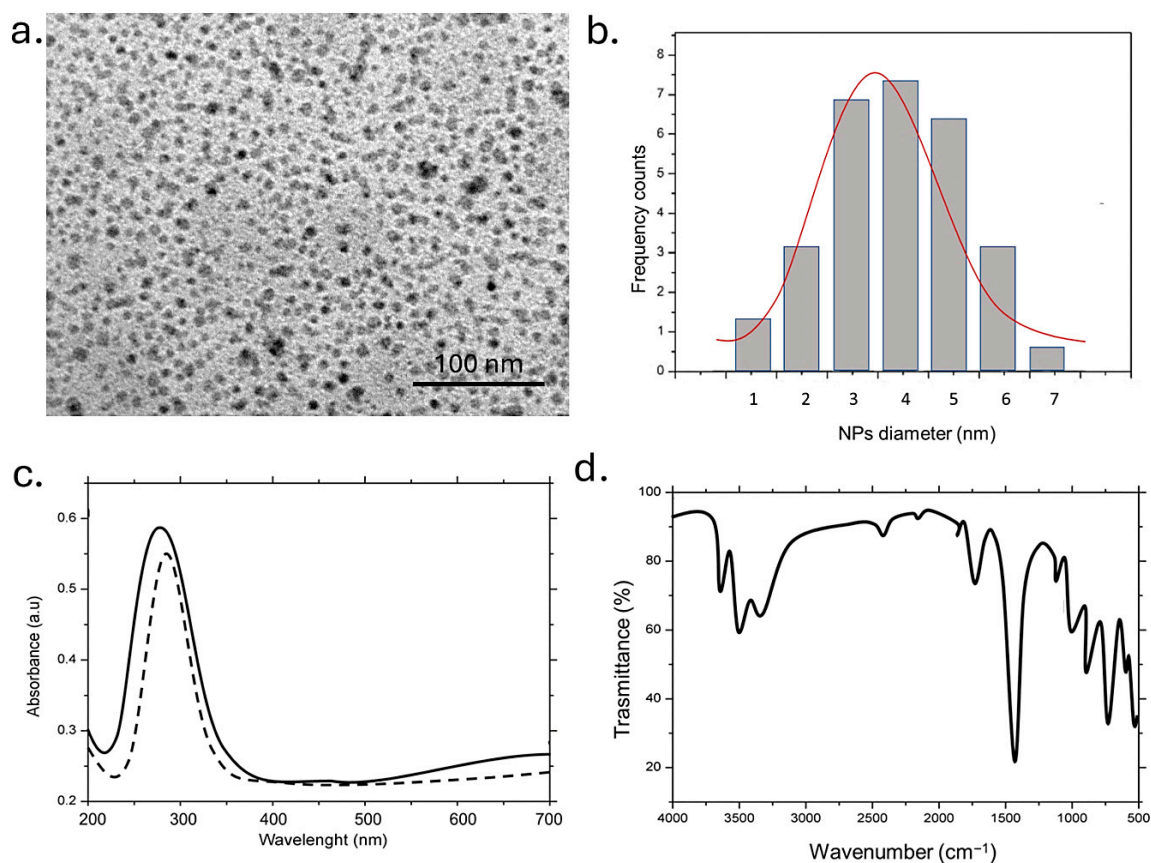 a.
100 nm
b.
Frequency counts
8
7
6
5
4
3
2
1
0
1 2 3 4 5 6 7
NPs diameter (nm)
c.
Absorbance (a.u)
0.6
0.5
0.4
0.3
0.2
200 300 400 500 600 700
Wavelenght (nm)
d.
Trasmittance (%)
100
80
60
40
20
4000 3500 3000 2500 2000 1500 1000 500
Wavenumber (cm⁻¹)